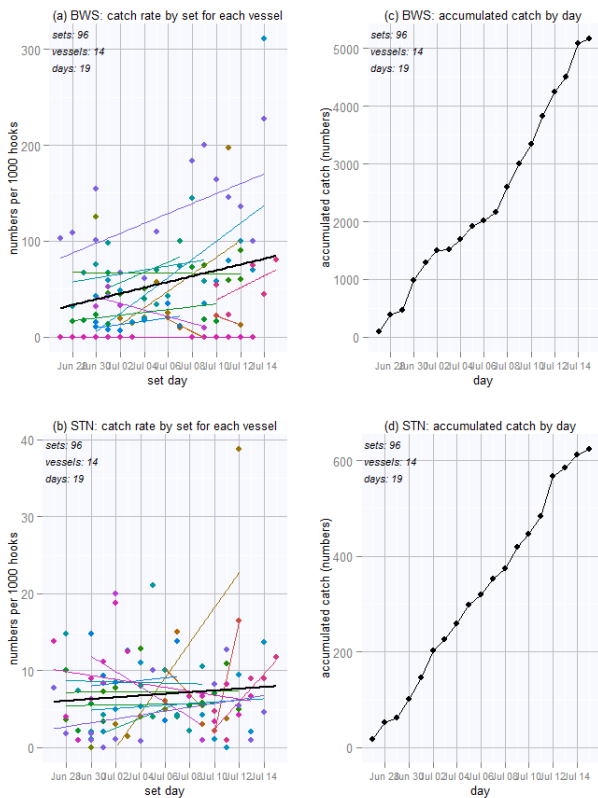 (a) BWS: catch rate by set for each vessel
sets: 96
vessels: 14
days: 19
numbers per 1000 hooks
300
200
100
0
Jun 28 Jun 30 Jul 02 Jul 04 Jul 06 Jul 08 Jul 10 Jul 12 Jul 14
set day
(c) BWS: accumulated catch by day
sets: 96
vessels: 14
days: 19
accumulated catch (numbers)
5000
4000
3000
2000
1000
0
Jun 28 Jun 30 Jul 02 Jul 04 Jul 06 Jul 08 Jul 10 Jul 12 Jul 14
day
(b) STN: catch rate by set for each vessel
sets: 96
vessels: 14
days: 19
numbers per 1000 hooks
40
30
20
10
0
Jun 28 Jun 30 Jul 02 Jul 04 Jul 06 Jul 08 Jul 10 Jul 12 Jul 14
set day
(d) STN: accumulated catch by day
sets: 96
vessels: 14
days: 19
accumulated catch (numbers)
600
400
200
0
Jun 28 Jun 30 Jul 02 Jul 04 Jul 06 Jul 08 Jul 10 Jul 12 Jul 14
day